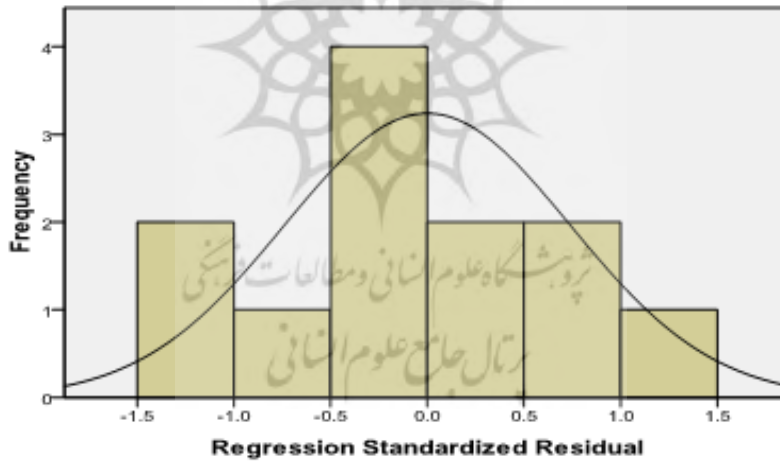 4
3
2
1
0
Frequency
پژوهشگاه علوم انسانی و مطالعات فرهنگی
پرتال جامع علوم انسانی
-1.5 -1.0 -0.5 0.0 0.5 1.0 1.5
Regression Standardized Residual